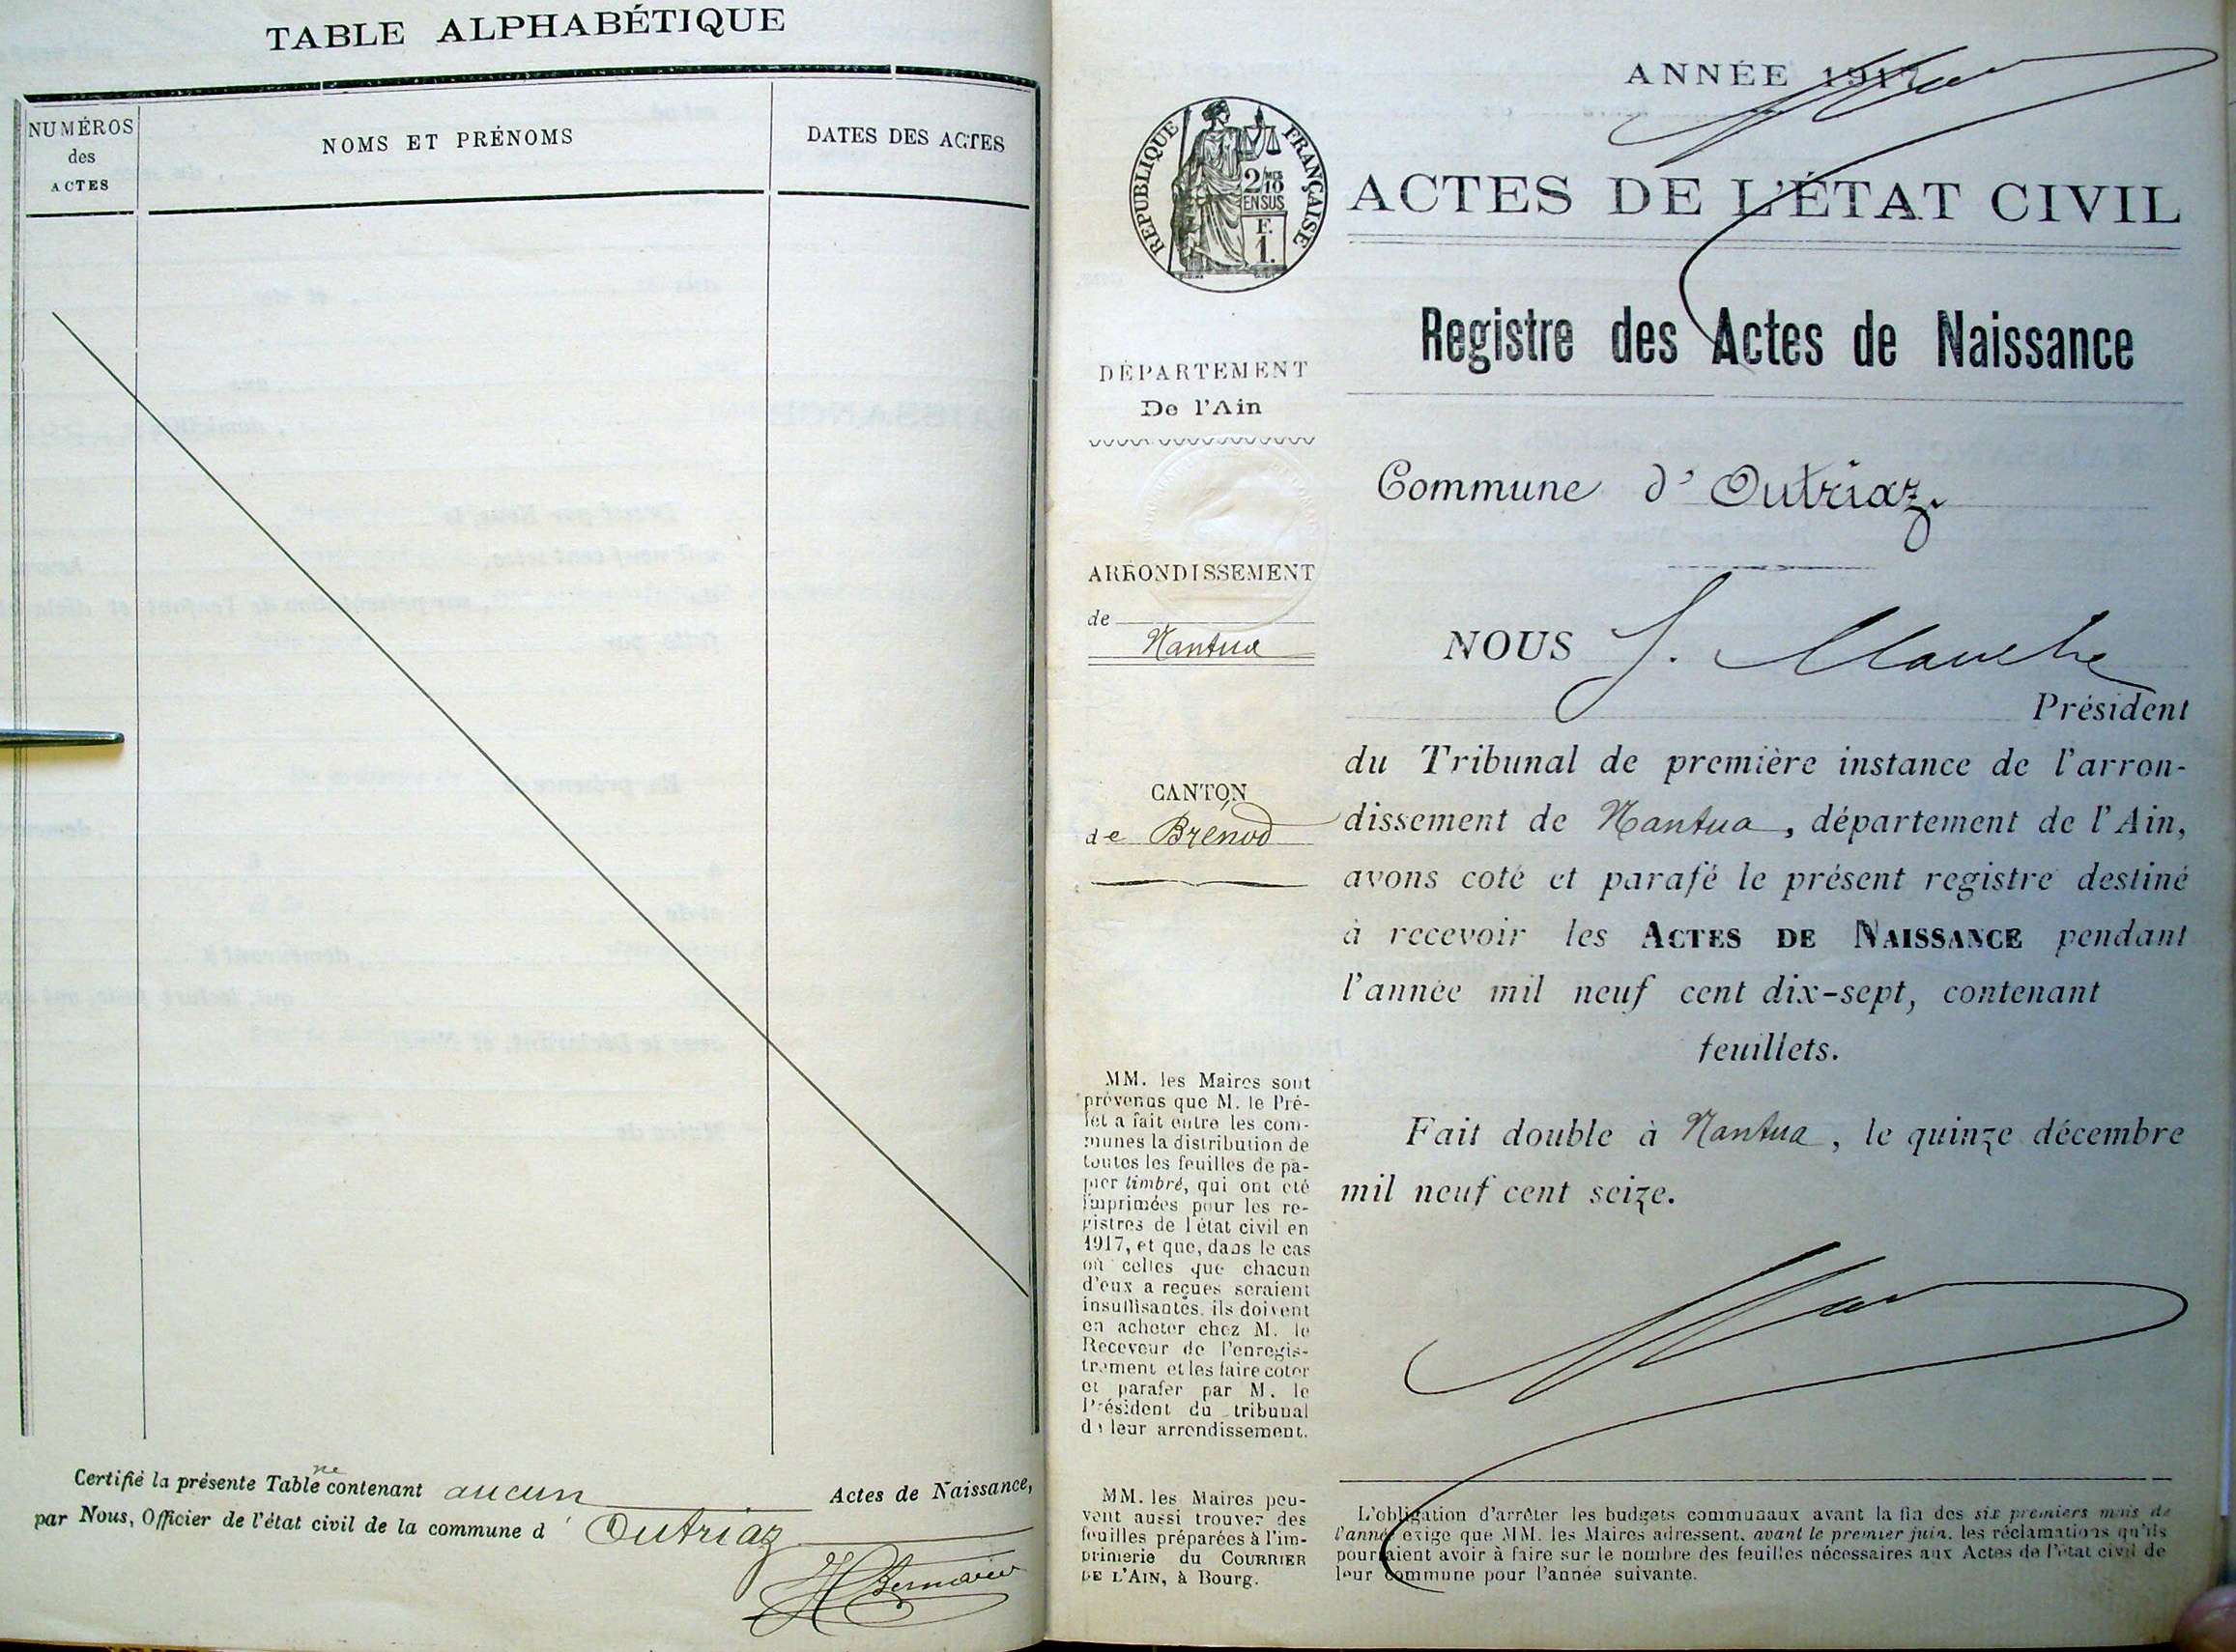 TABLE ALPHABÉTIQUE
NUMÉROS
des
ACTES
NOMS ET PRÉNOMS
DATES DES ACTES
Certifié la présente Table ne contenant aucun Actes de Naissance,
par Nous, Officier de l'état civil de la commune d' Outriaz
ANNÉE 1917
RÉPUBLIQUE FRANÇAISE
2/10
EN SUS
F.
1.
ACTES DE L'ÉTAT CIVIL
Registre des Actes de Naissance
DÉPARTEMENT
De l'Ain
Commune d'Outriaz.
ARRONDISSEMENT
de
Nantua
CANTON
de Brénod
NOUS J.
Président
du Tribunal de première instance de l'arron-
dissement de Nantua, département de l'Ain,
avons coté et parafé le présent registre destiné
à recevoir les ACTES DE NAISSANCE pendant
l'année mil neuf cent dix-sept, contenant
feuillets.
Fait double à Nantua, le quinze décembre
mil neuf cent seize.
MM. les Maires sont
prévenus que M. le Pré-
fet a fait entre les com-
munes la distribution de
toutes les feuilles de pa-
pier timbré, qui ont été
imprimées pour les re-
gistres de l'état civil en
1917, et que, dans le cas
où celles que chacun
d'eux a reçues seraient
insuffisantes, ils doivent
en acheter chez M. le
Receveur de l'enregis-
trement et les faire coter
et parafer par M. le
Président du tribunal
de leur arrondissement.
MM. les Maires peu-
vent aussi trouver des
feuilles préparées à l'im-
primerie du COURRIER
DE L'AIN, à Bourg.
L'obligation d'arrêter les budgets communaux avant la fin des six premiers mois de
l'année exige que MM. les Maires adressent, avant le premier juin, les réclamations qu'ils
pourraient avoir à faire sur le nombre des feuilles nécessaires aux Actes de l'état civil de
leur commune pour l'année suivante.